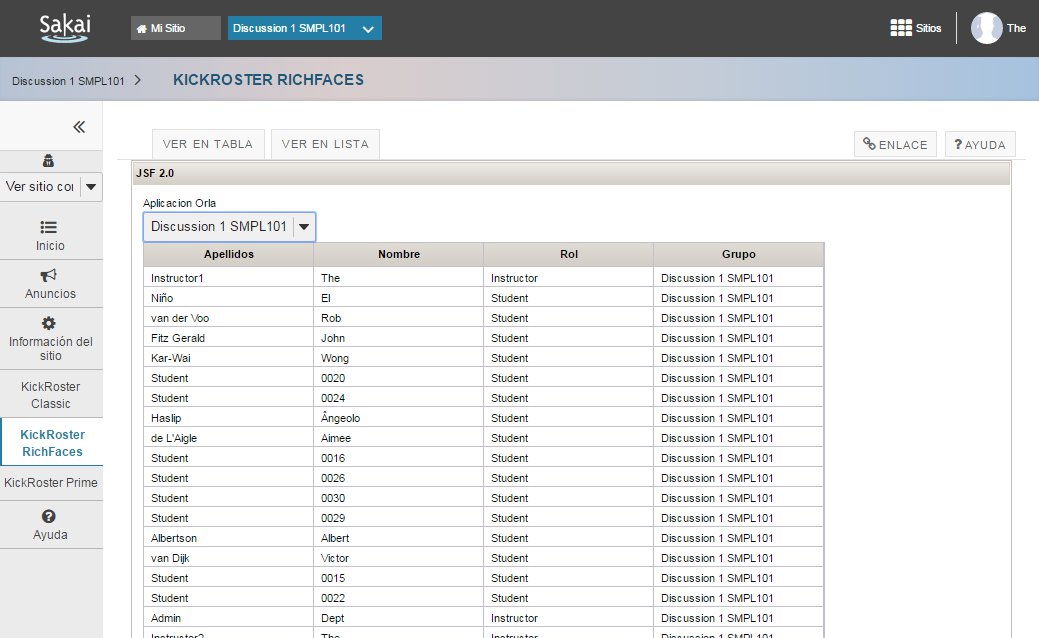 Sakai
Mi Sitio
Discussion 1 SMPL101
Sitios
The
Discussion 1 SMPL101
KICKROSTER RICHFACES
Ver sitio
Inicio
Anuncios
Información del
sitio
KickRoster
Classic
KickRoster
RichFaces
KickRoster Prime
Ayuda
VER EN TABLA
VER EN LISTA
ENLACE
? AYUDA
JSF 2.0
Aplicacion Orla
Discussion 1 SMPL101
Apellidos Nombre Rol Grupo
Instructor1 The Instructor Discussion 1 SMPL101
Niño El Student Discussion 1 SMPL101
van der Voo Rob Student Discussion 1 SMPL101
Fitz Gerald John Student Discussion 1 SMPL101
Kar-Wai Wong Student Discussion 1 SMPL101
Student 0020 Student Discussion 1 SMPL101
Student 0024 Student Discussion 1 SMPL101
Haslip Ângeolo Student Discussion 1 SMPL101
de L'Aigle Aimee Student Discussion 1 SMPL101
Student 0016 Student Discussion 1 SMPL101
Student 0026 Student Discussion 1 SMPL101
Student 0030 Student Discussion 1 SMPL101
Student 0029 Student Discussion 1 SMPL101
Albertson Albert Student Discussion 1 SMPL101
van Dijk Victor Student Discussion 1 SMPL101
Student 0015 Student Discussion 1 SMPL101
Student 0022 Student Discussion 1 SMPL101
Admin Dept Instructor Discussion 1 SMPL101
Instructor2 The Instructor Discussion 1 SMPL101